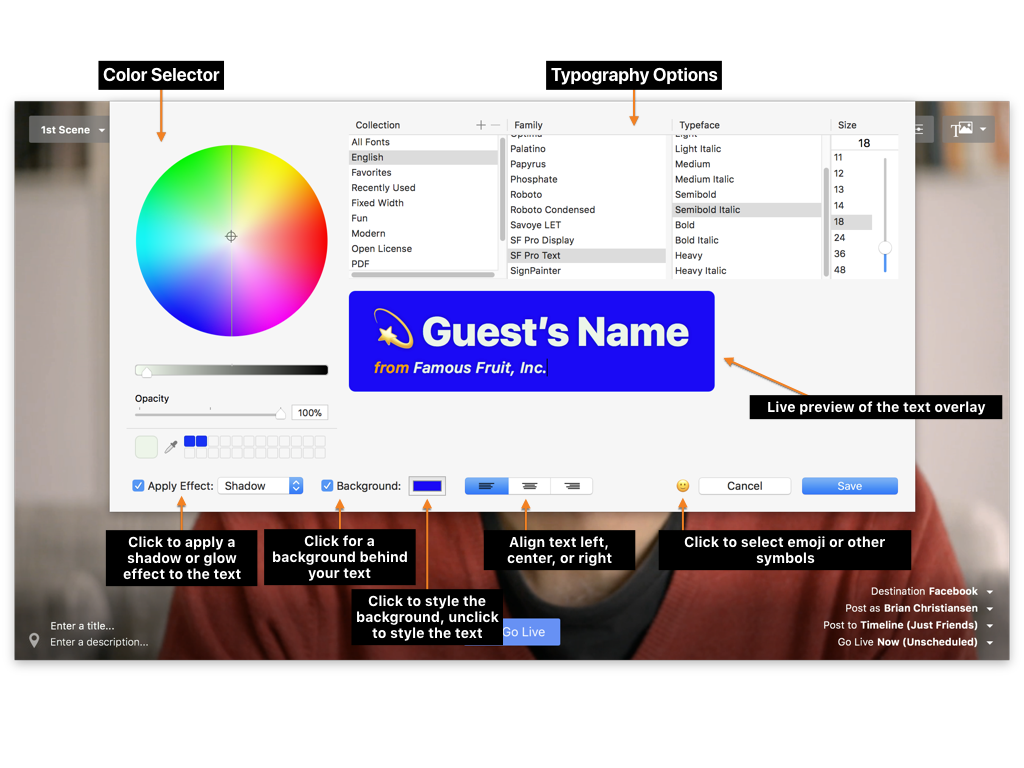 Color Selector
Typography Options
1st Scene
Collection
+ −
Family
Typeface
Size
All Fonts
English
Favorites
Recently Used
Fixed Width
Fun
Modern
Open License
PDF
Optima
Palatino
Papyrus
Phosphate
Roboto
Roboto Condensed
Savoye LET
SF Pro Display
SF Pro Text
SignPainter
Light
Light Italic
Medium
Medium Italic
Semibold
Semibold Italic
Bold
Bold Italic
Heavy
Heavy Italic
18
11
12
13
14
18
24
36
48
T
💫 Guest's Name
from Famous Fruit, Inc.
Live preview of the text overlay
Opacity
100%
Apply Effect:
Shadow
Background:
Cancel
Save
Click to apply a
shadow or glow
effect to the text
Click for a
background behind
your text
Click to style the
background, unclick
to style the text
Align text left,
center, or right
Click to select emoji or other
symbols
Enter a title...
Enter a description...
Go Live
Destination Facebook
Post as Brian Christiansen
Post to Timeline (Just Friends)
Go Live Now (Unscheduled)